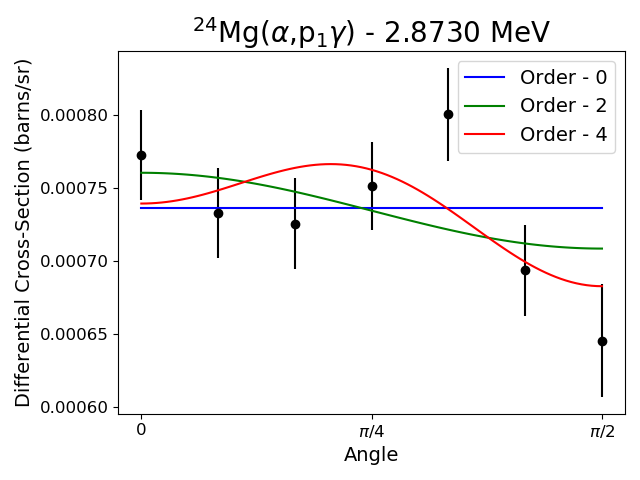 ²⁴Mg(α,p₁γ) - 2.8730 MeV
Differential Cross-Section (barns/sr)
0.00080
0.00075
0.00070
0.00065
0.00060
Order - 0
Order - 2
Order - 4
0
π/4
π/2
Angle